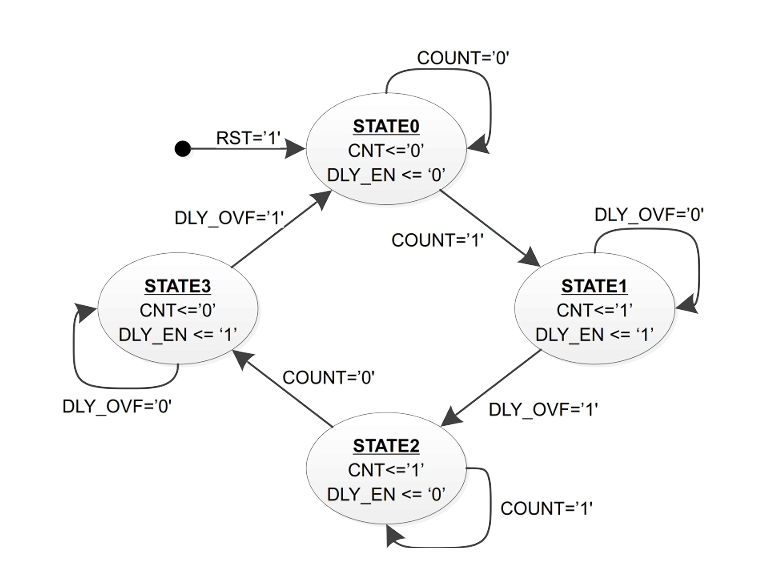 COUNT='0'
RST='1'
STATE0
CNT<='0'
DLY_EN <= ‘0’
DLY_OVF='1'
COUNT='1'
DLY_OVF='0'
STATE3
CNT<='0'
DLY_EN <= ‘1’
STATE1
CNT<='1'
DLY_EN <= ‘1’
DLY_OVF='0'
COUNT='0'
DLY_OVF='1'
STATE2
CNT<='1'
DLY_EN <= ‘0’
COUNT='1'